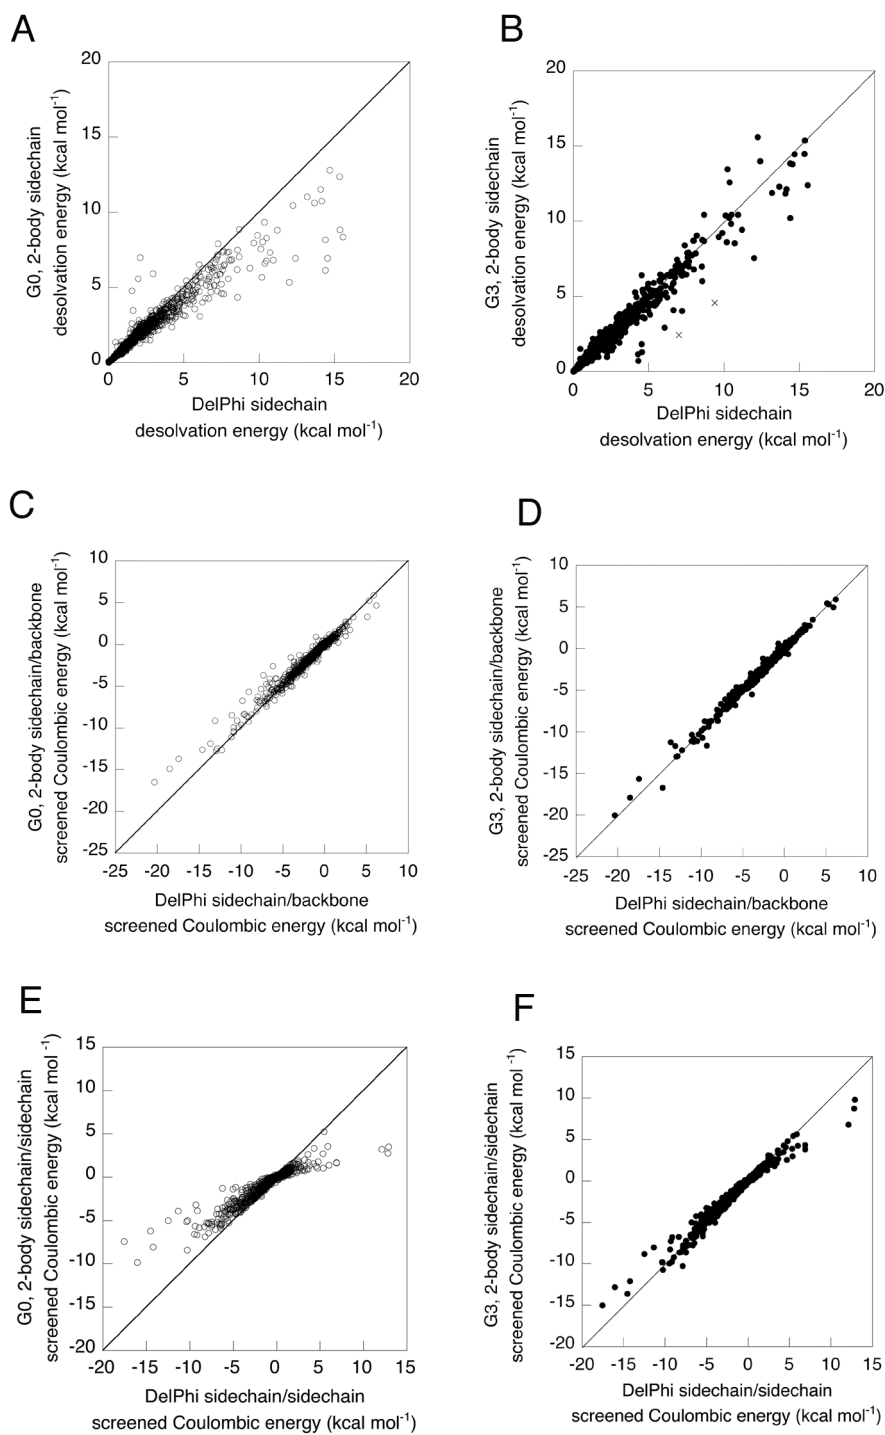 A
B
G0, 2-body sidechain
desolvation energy (kcal mol⁻¹)
20
15
10
5
0
0 5 10 15 20
DelPhi sidechain
desolvation energy (kcal mol⁻¹)
G3, 2-body sidechain
desolvation energy (kcal mol⁻¹)
20
15
10
5
0
0 5 10 15 20
DelPhi sidechain
desolvation energy (kcal mol⁻¹)
C
D
G0, 2-body sidechain/backbone
screened Coulombic energy (kcal mol⁻¹)
10
5
0
-5
-10
-15
-20
-25
-25 -20 -15 -10 -5 0 5 10
DelPhi sidechain/backbone
screened Coulombic energy (kcal mol⁻¹)
G3, 2-body sidechain/backbone
screened Coulombic energy (kcal mol⁻¹)
10
5
0
-5
-10
-15
-20
-25
-25 -20 -15 -10 -5 0 5 10
DelPhi sidechain/backbone
screened Coulombic energy (kcal mol⁻¹)
E
F
G0, 2-body sidechain/sidechain
screened Coulombic energy (kcal mol ⁻¹)
15
10
5
0
-5
-10
-15
-20
-20 -15 -10 -5 0 5 10 15
DelPhi sidechain/sidechain
screened Coulombic energy (kcal mol⁻¹)
G3, 2-body sidechain/sidechain
screened Coulombic energy (kcal mol ⁻¹)
15
10
5
0
-5
-10
-15
-20
-20 -15 -10 -5 0 5 10 15
DelPhi sidechain/sidechain
screened Coulombic energy (kcal mol⁻¹)